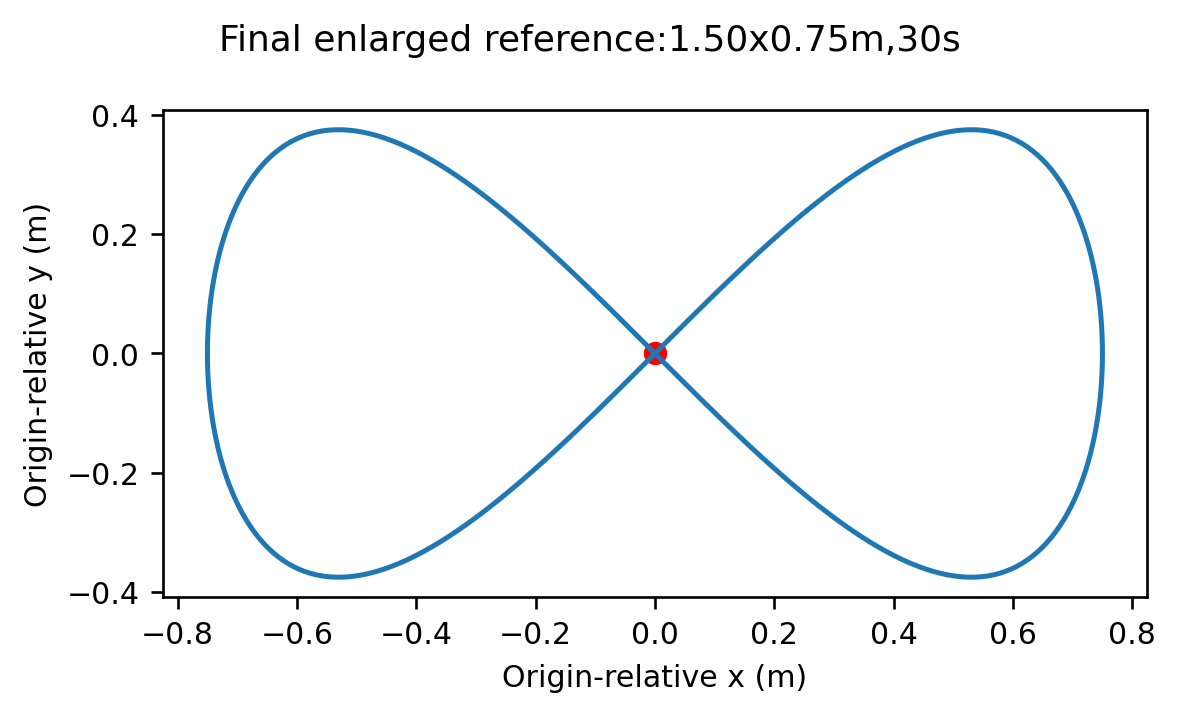 Final enlarged reference:1.50x0.75m,30s
0.4
0.2
0.0
−0.2
−0.4
Origin-relative y (m)
−0.8 −0.6 −0.4 −0.2 0.0 0.2 0.4 0.6 0.8
Origin-relative x (m)